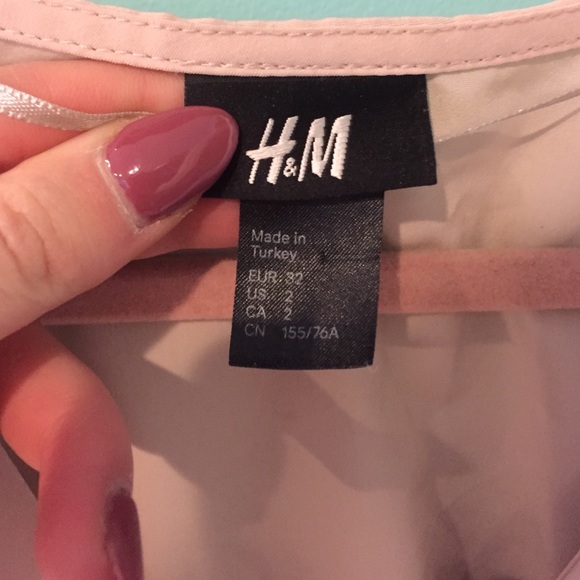 H&M
Made in
Turkey
EUR 32
US 2
CA 2
CN 155/76A